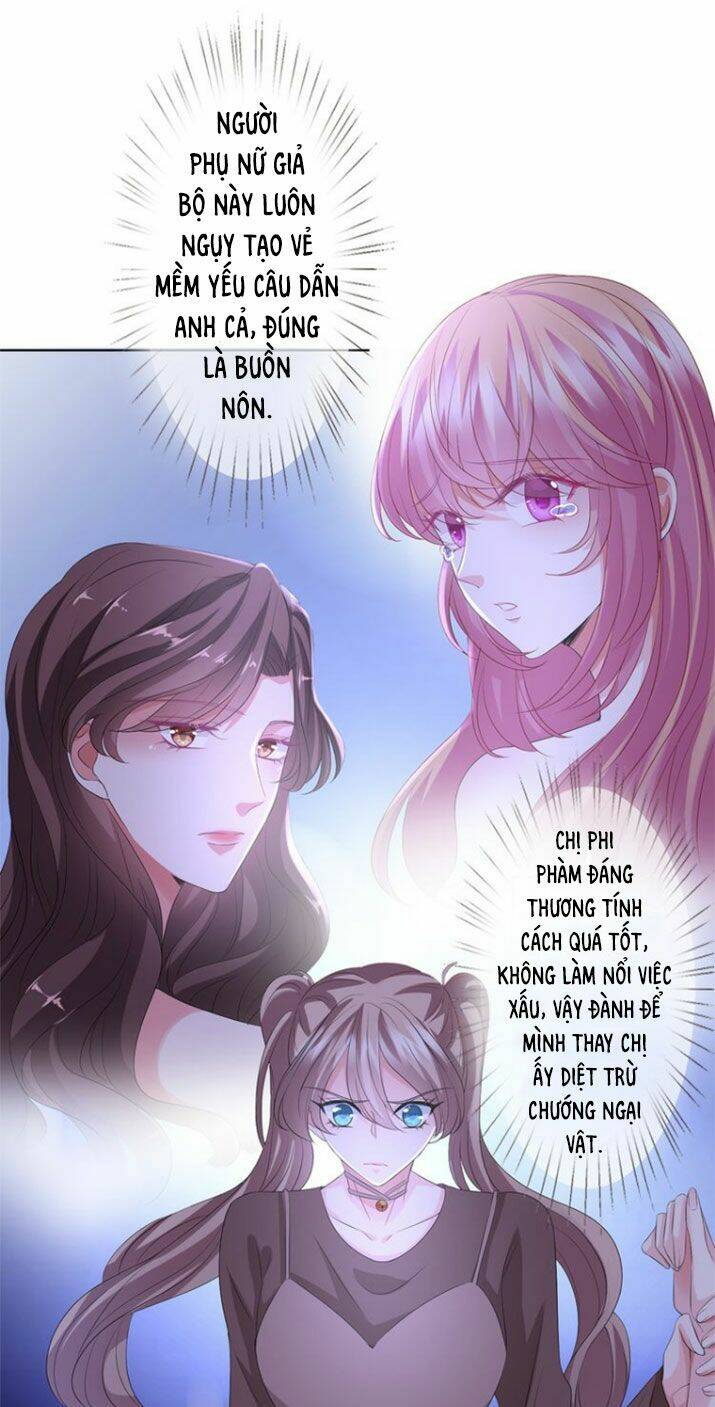 NGƯỜI
PHỤ NỮ GIẢ
BỘ NÀY LUÔN
NGỤY TẠO VẺ
MỀM YẾU CÂU DẪN
ANH CẢ, ĐÚNG
LÀ BUỒN
NÔN.
CHỊ PHI
PHÀM ĐÁNG
THƯƠNG TÍNH
CÁCH QUÁ TỐT,
KHÔNG LÀM NỔI VIỆC
XẤU, VẬY ĐÀNH ĐỂ
MÌNH THAY CHỊ
ẤY DIỆT TRỪ
CHƯỚNG NGẠI
VẬT.